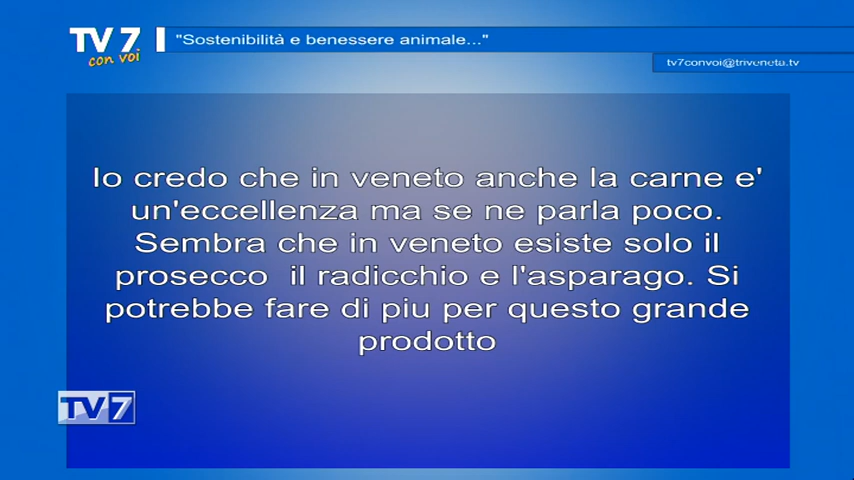 TV 7
con voi
"Sostenibilità e benessere animale..."
tv7convoi@triveneta.tv
Io credo che in veneto anche la carne e'
un'eccellenza ma se ne parla poco.
Sembra che in veneto esiste solo il
prosecco  il radicchio e l'asparago. Si
potrebbe fare di piu per questo grande
prodotto
TV7